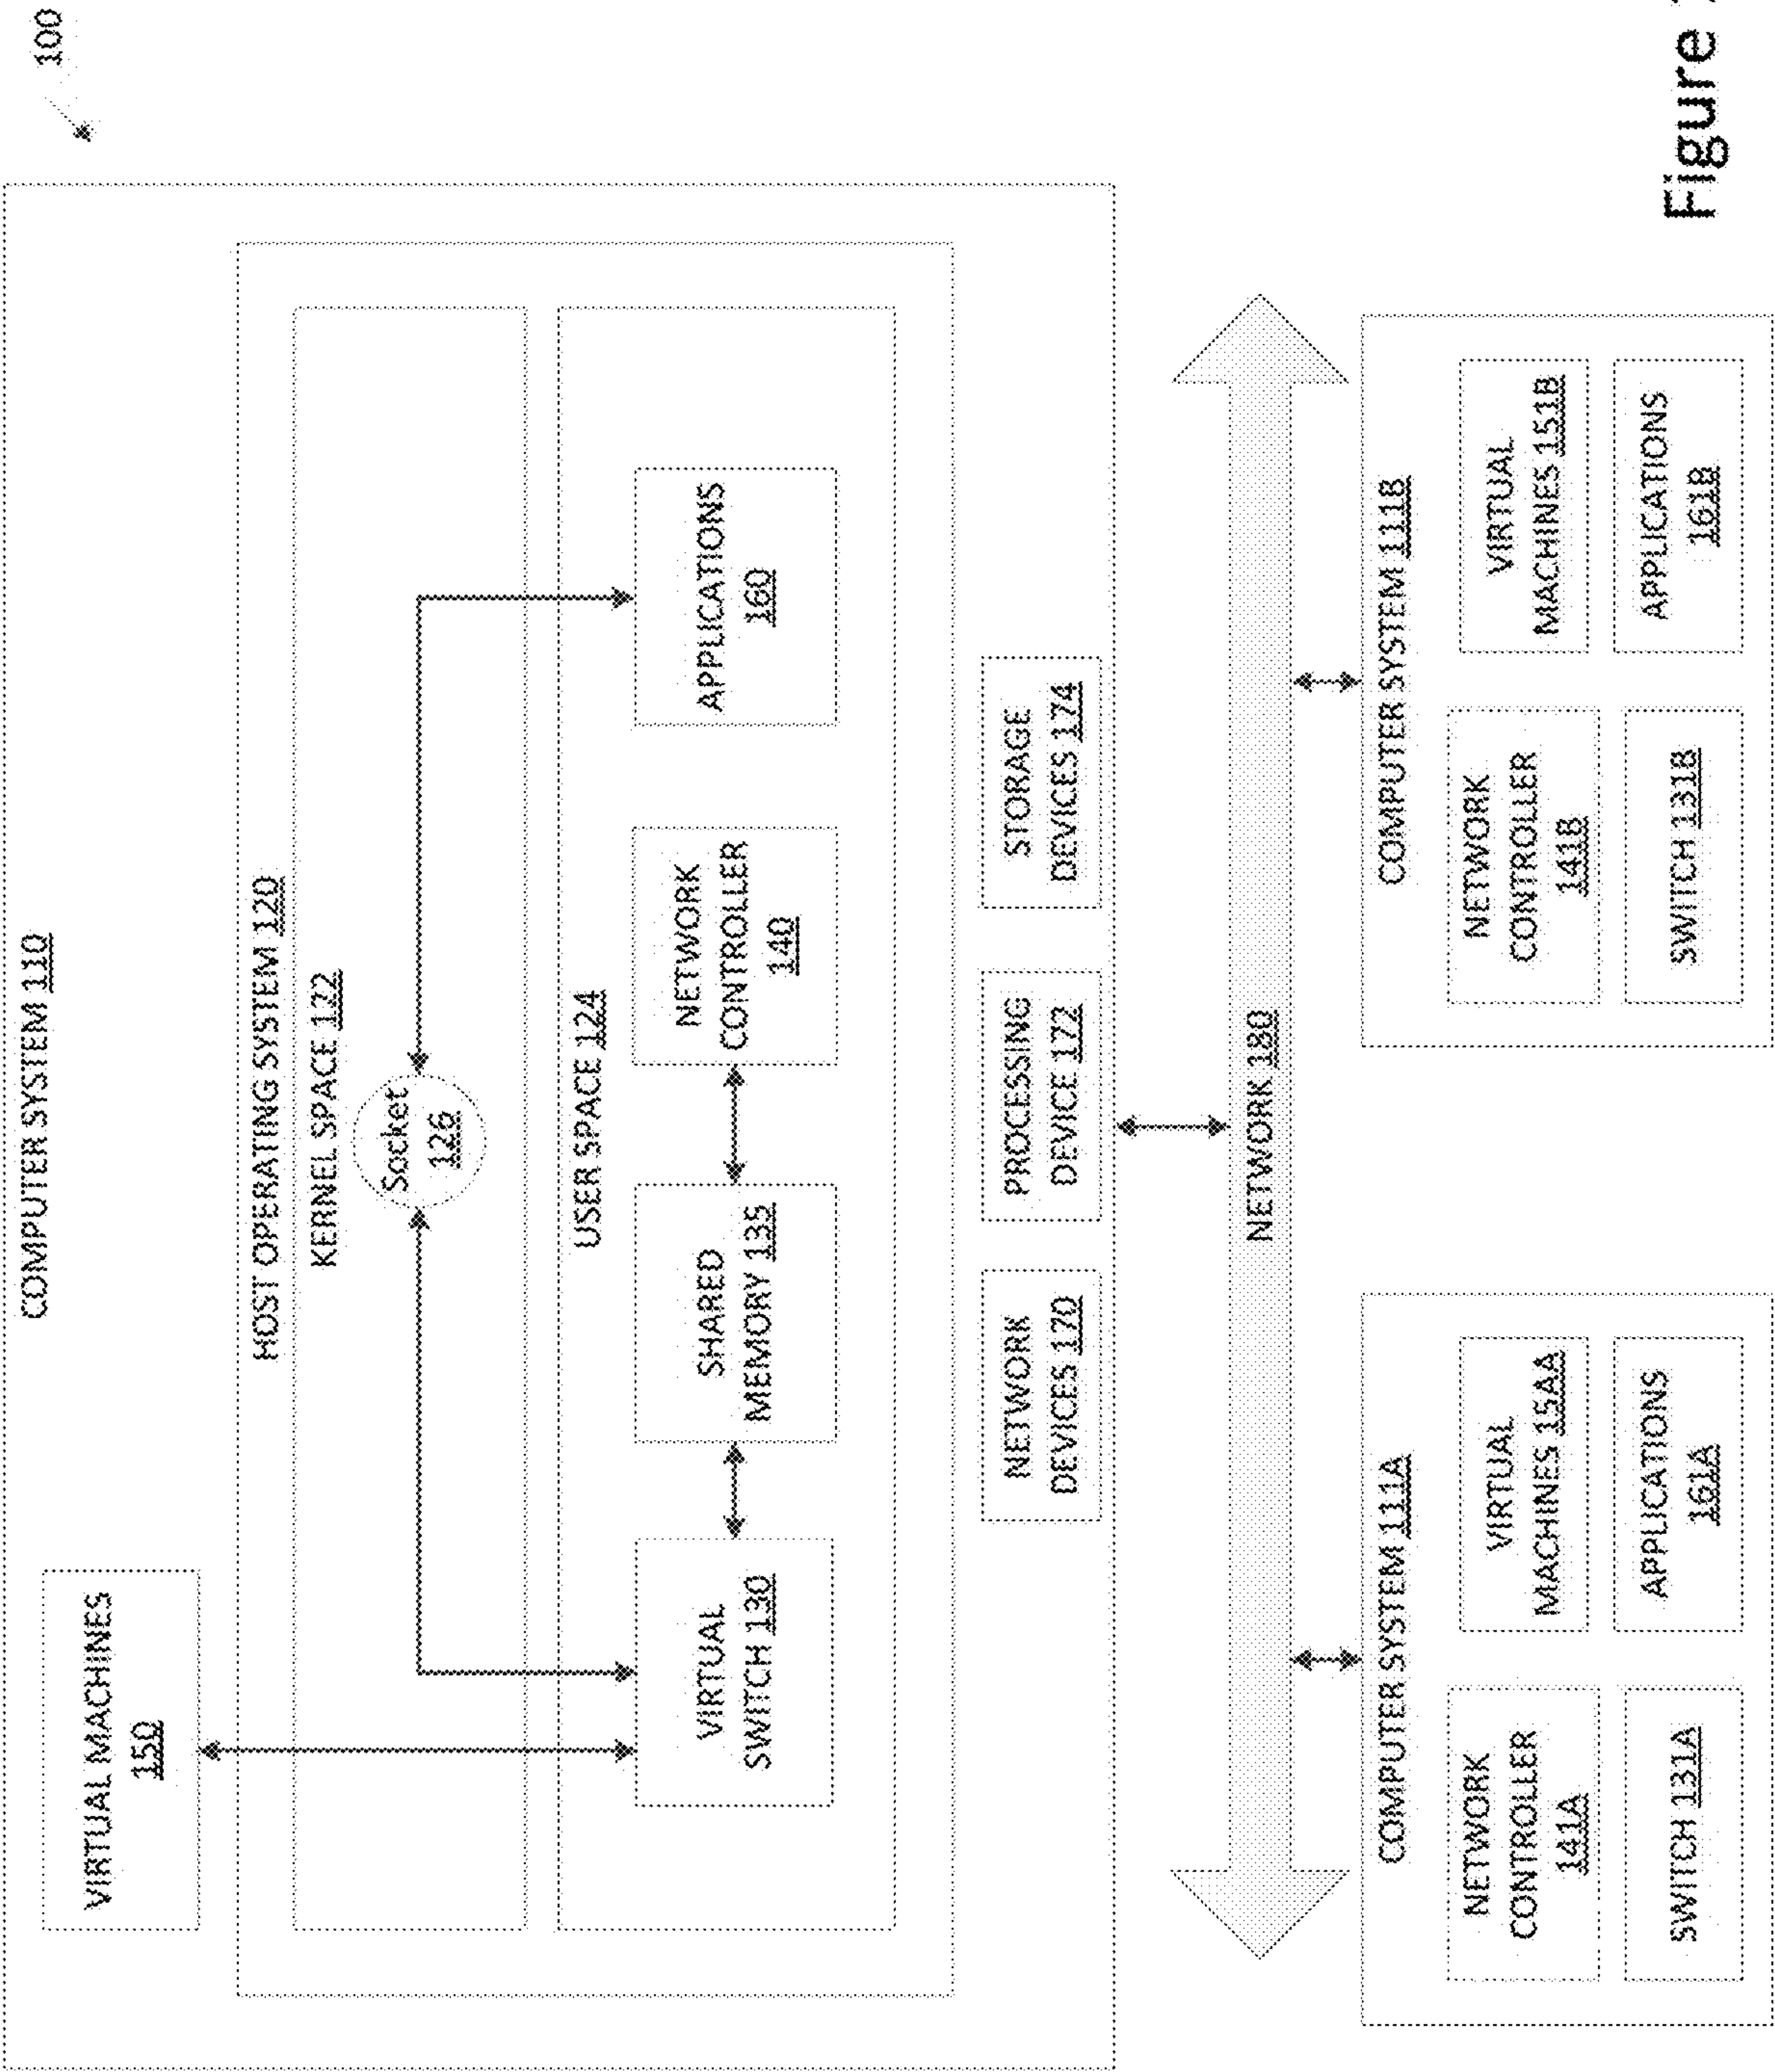 100
COMPUTER SYSTEM 110
VIRTUAL MACHINES
150
HOST OPERATING SYSTEM 120
KERNEL SPACE 122
Socket
126
USER SPACE 124
VIRTUAL
SWITCH 130
SHARED
MEMORY 135
NETWORK
CONTROLLER
140
APPLICATIONS
160
NETWORK
DEVICES 170
PROCESSING
DEVICE 172
STORAGE
DEVICES 174
NETWORK 180
COMPUTER SYSTEM 111A
NETWORK
CONTROLLER
141A
VIRTUAL
MACHINES 15AA
SWITCH 131A
APPLICATIONS
161A
COMPUTER SYSTEM 111B
NETWORK
CONTROLLER
141B
VIRTUAL
MACHINES 151B
SWITCH 131B
APPLICATIONS
161B
Figure